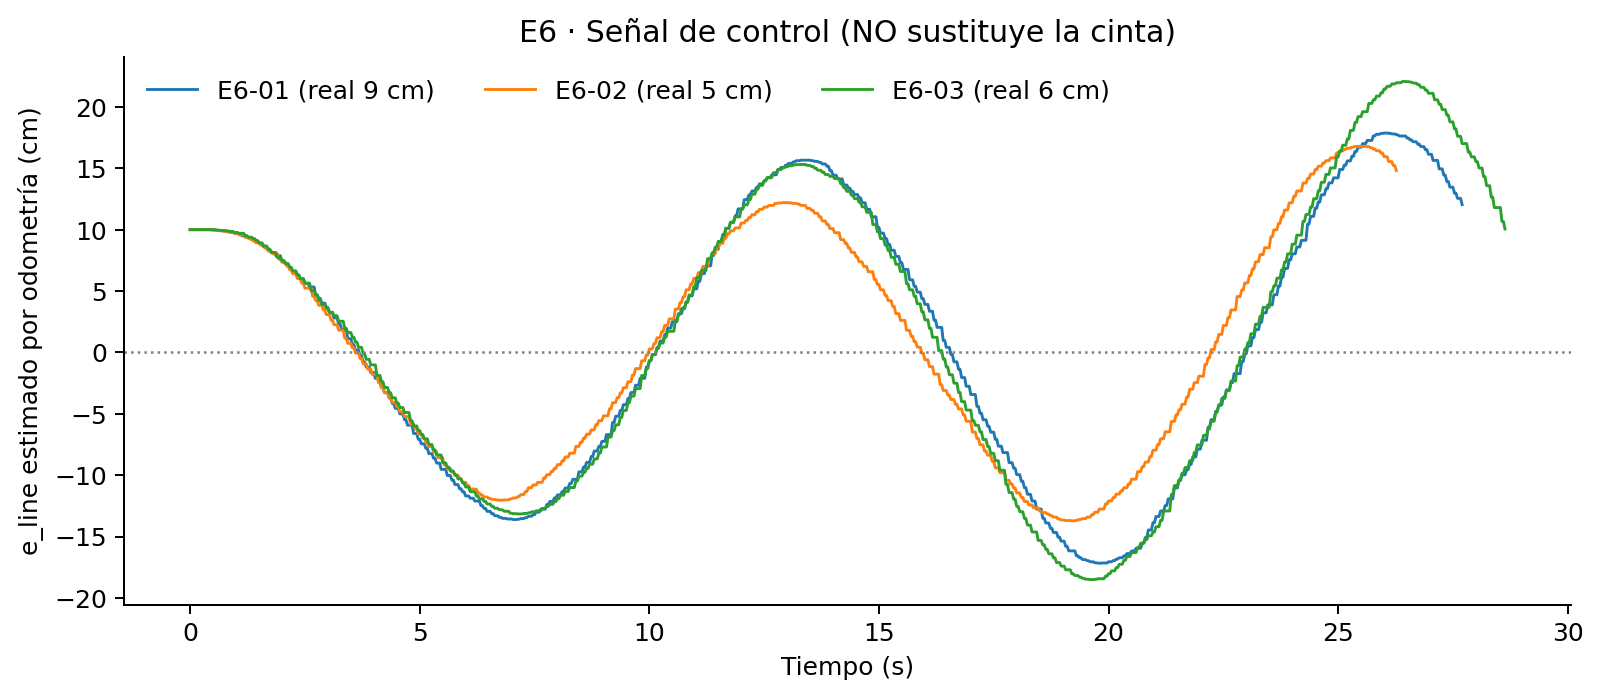 E6 · Señal de control (NO sustituye la cinta)
E6-01 (real 9 cm) E6-02 (real 5 cm) E6-03 (real 6 cm)
e_line estimado por odometría (cm)
20
15
10
5
0
−5
−10
−15
−20
0 5 10 15 20 25 30
Tiempo (s)